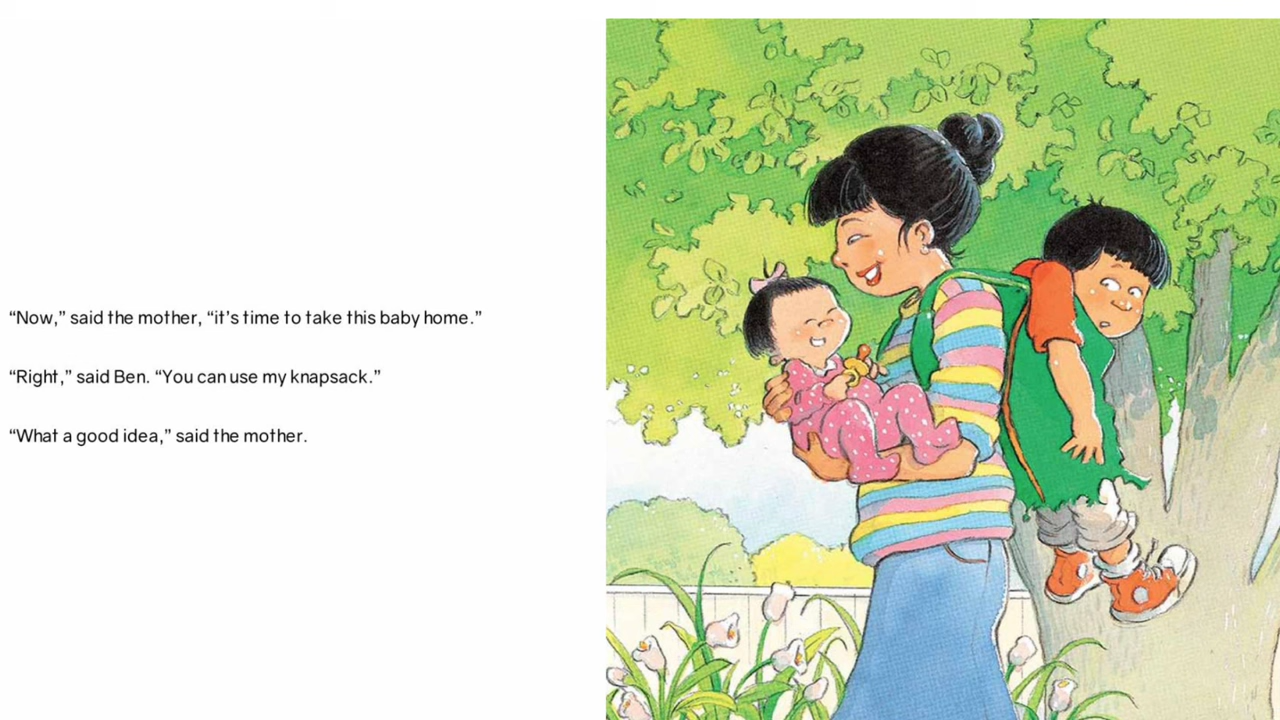 “Now,” said the mother, “it’s time to take this baby home.”
“Right,” said Ben. “You can use my knapsack.”
“What a good idea,” said the mother.